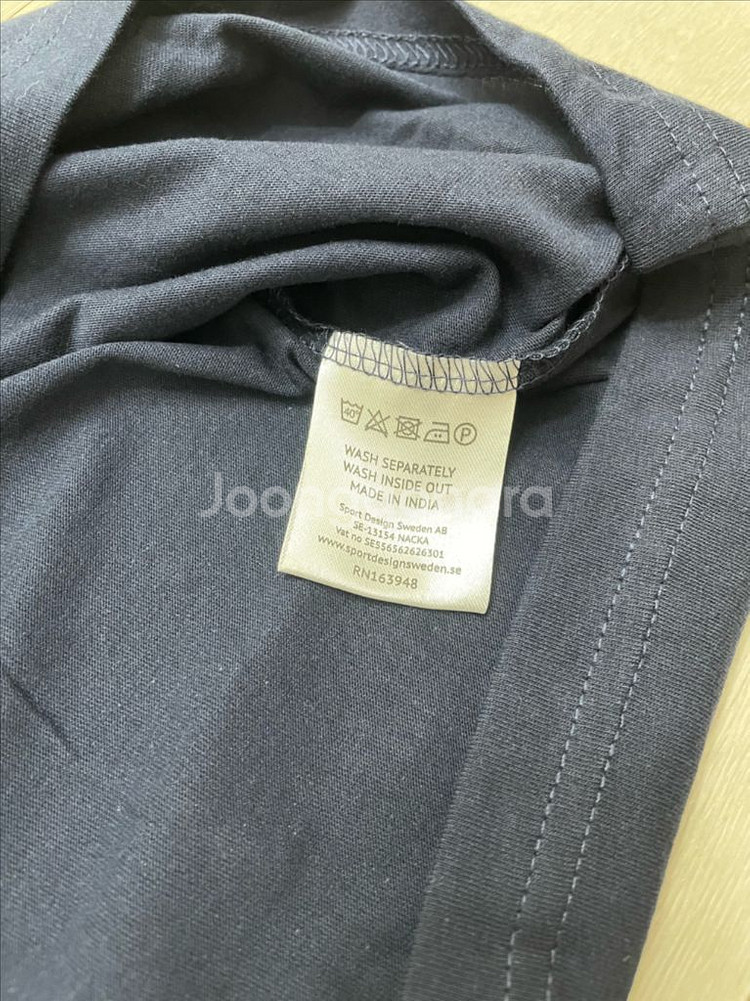 40°
P
WASH SEPARATELY
WASH INSIDE OUT
MADE IN INDIA
Sport Design Sweden AB
SE-13154 NACKA
Vat no SE556562626301
www.sportdesignsweden.se
RN163948